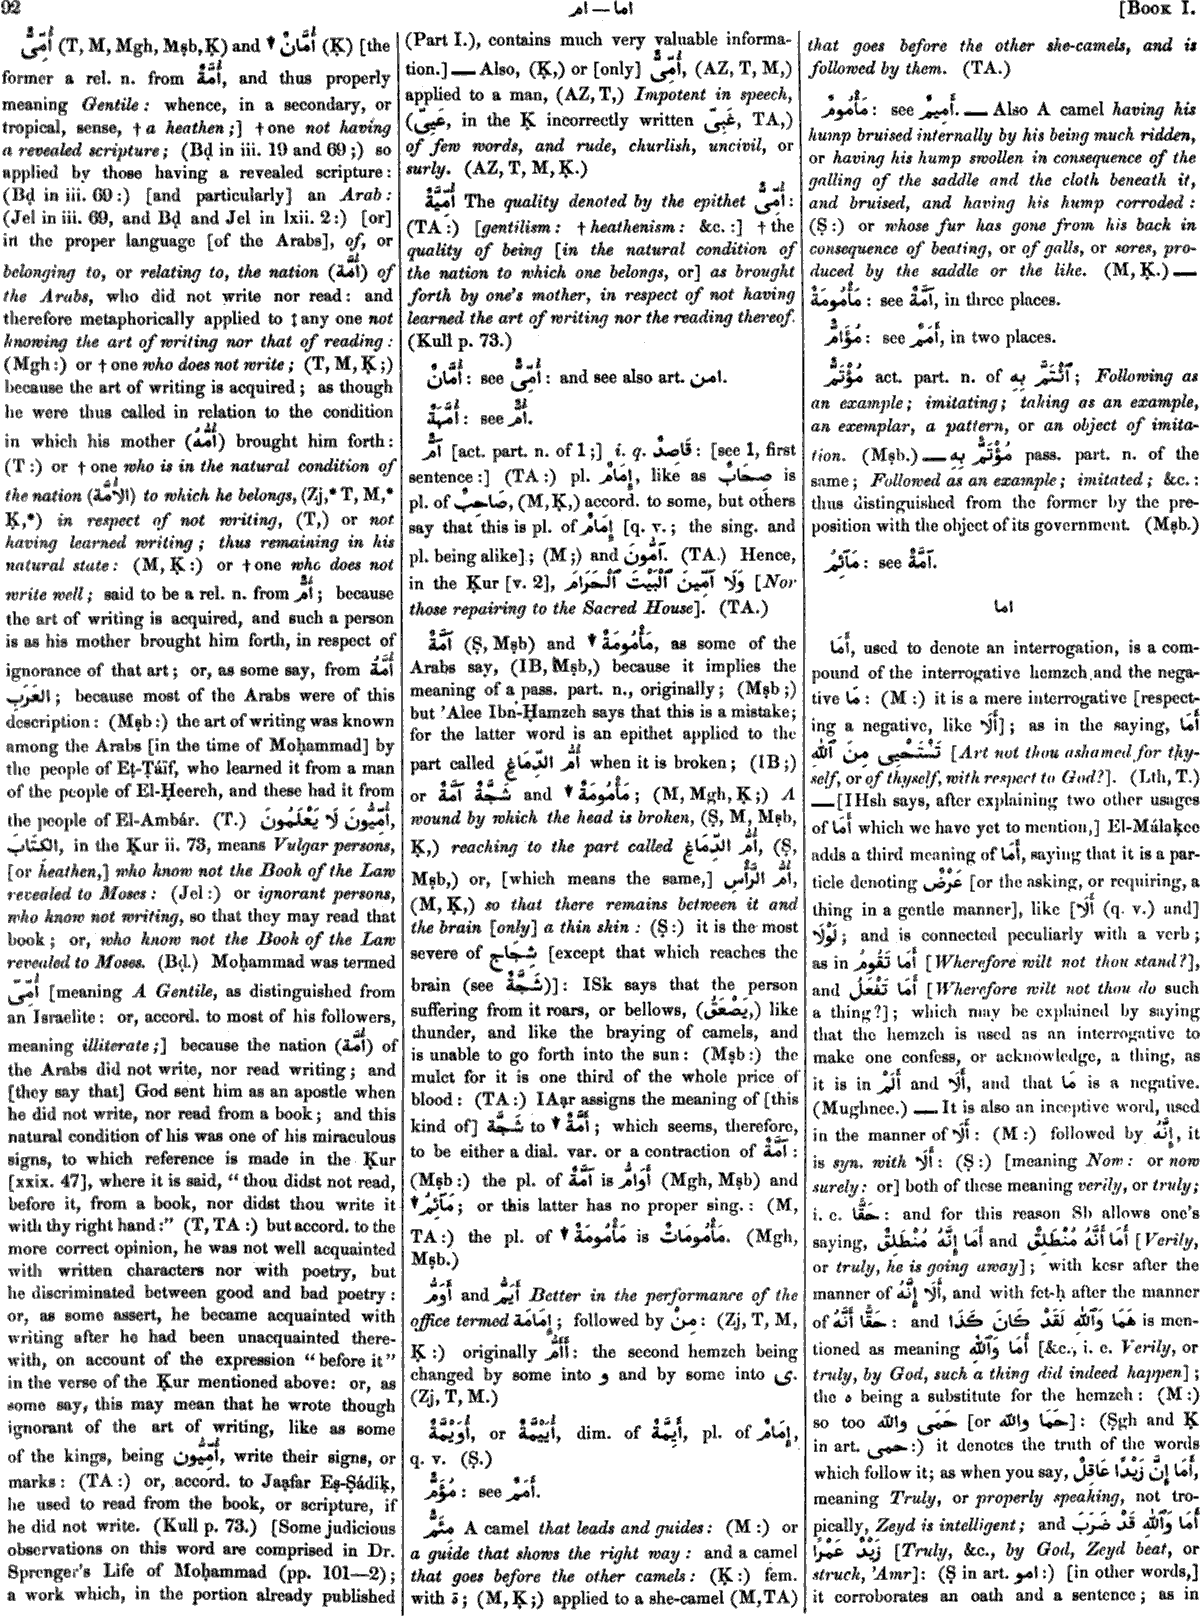 92
اما — ام
[BOOK I.
أُمِّىٌّ (T, M, Mgh, Mṣb, Ḳ) and ↓ أُمَّانٌ (Ḳ) [the
former a rel. n. from أُمَّةٌ, and thus properly
meaning Gentile: whence, in a secondary, or
tropical, sense, † a heathen;] † one not having
a revealed scripture; (Bḍ in iii. 19 and 69;) so
applied by those having a revealed scripture:
(Bḍ in iii. 69:) [and particularly] an Arab:
(Jel in iii. 69, and Bḍ and Jel in lxii. 2:) [or]
in the proper language [of the Arabs], of, or
belonging to, or relating to, the nation (أُمَّة) of
the Arabs, who did not write nor read: and
therefore metaphorically applied to ‡ any one not
knowing the art of writing nor that of reading:
(Mgh:) or † one who does not write; (T, M, Ḳ;)
because the art of writing is acquired; as though
he were thus called in relation to the condition
in which his mother (أُمُّهُ) brought him forth:
(T:) or † one who is in the natural condition of
the nation (الأُمَّة) to which he belongs, (Zj,* T, M,*
Ḳ,*) in respect of not writing, (T,) or not
having learned writing; thus remaining in his
natural state: (M, Ḳ:) or † one who does not
write well; said to be a rel. n. from أُمٌّ; because
the art of writing is acquired, and such a person
is as his mother brought him forth, in respect of
ignorance of that art; or, as some say, from أُمَّةُ
العَرَبِ; because most of the Arabs were of this
description: (Mṣb:) the art of writing was known
among the Arabs [in the time of Moḥammad] by
the people of Eṭ-Ṭáïf, who learned it from a man
of the people of El-Ḥeereh, and these had it from
the people of El-Ambár. (T.) أُمِّيُّونَ لَا يَعْلَمُونَ
الكِتَابَ, in the Ḳur ii. 73, means Vulgar persons,
[or heathen,] who know not the Book of the Law
revealed to Moses: (Jel:) or ignorant persons,
who know not writing, so that they may read that
book; or, who know not the Book of the Law
revealed to Moses. (Bḍ.) Moḥammad was termed
أُمِّىّ [meaning A Gentile, as distinguished from
an Israelite: or, accord. to most of his followers,
meaning illiterate;] because the nation (أُمَّة) of
the Arabs did not write, nor read writing; and
[they say that] God sent him as an apostle when
he did not write, nor read from a book; and this
natural condition of his was one of his miraculous
signs, to which reference is made in the Ḳur
[xxix. 47], where it is said, "thou didst not read,
before it, from a book, nor didst thou write it
with thy right hand:" (T, TA:) but accord. to the
more correct opinion, he was not well acquainted
with written characters nor with poetry, but
he discriminated between good and bad poetry:
or, as some assert, he became acquainted with
writing after he had been unacquainted there-
with, on account of the expression "before it"
in the verse of the Ḳur mentioned above: or, as
some say, this may mean that he wrote though
ignorant of the art of writing, like as some
of the kings, being أُمِّيُّون, write their signs, or
marks: (TA:) or, accord. to Jaạfar Eṣ-Ṣádiḳ,
he used to read from the book, or scripture, if
he did not write. (Kull p. 73.) [Some judicious
observations on this word are comprised in Dr.
Sprenger's Life of Moḥammad (pp. 101—2);
a work which, in the portion already published
(Part I.), contains much very valuable informa-
tion.] — Also, (Ḳ,) or [only] أُمِّىٌّ, (AZ, T, M,)
applied to a man, (AZ, T,) Impotent in speech,
(عَيِىّ, in the Ḳ incorrectly written غَبِىّ, TA,)
of few words, and rude, churlish, uncivil, or
surly. (AZ, T, M, Ḳ.)
أُمِّيَّةٌ The quality denoted by the epithet أُمِّىٌّ:
(TA:) [gentilism: † heathenism: &c.:] † the
quality of being [in the natural condition of
the nation to which one belongs, or] as brought
forth by one's mother, in respect of not having
learned the art of writing nor the reading thereof.
(Kull p. 73.)
أُمَّانٌ: see أُمِّىٌّ: and see also art. امن.
أُمَّهَةٌ: see أُمٌّ.
آمٌّ [act. part. n. of 1;] i. q. قَاصِدٌ: [see 1, first
sentence:] (TA:) pl. إِمَامٌ, like as صِحَابٌ is
pl. of صَاحِبٌ, (M, Ḳ,) accord. to some, but others
say that this is pl. of إِمَامٌ [q. v.; the sing. and
pl. being alike]; (M;) and آمُّونَ. (TA.) Hence,
in the Ḳur [v. 2], وَلَا آمِّينَ ٱلْبَيْتَ ٱلْحَرَامَ [Nor
those repairing to the Sacred House]. (TA.)
آمَّةٌ (Ṣ, Mṣb) and ↓ مَأْمُومَةٌ, as some of the
Arabs say, (IB, Mṣb,) because it implies the
meaning of a pass. part. n., originally; (Mṣb;)
but 'Alee Ibn-Ḥamzeh says that this is a mistake;
for the latter word is an epithet applied to the
part called أُمُّ الدِّمَاغِ when it is broken; (IB;)
or شَجَّةٌ آمَّةٌ and ↓ مَأْمُومَةٌ; (M, Mgh, Ḳ;) A
wound by which the head is broken, (Ṣ, M, Mṣb,
Ḳ,) reaching to the part called أُمُّ الدِّمَاغِ, (Ṣ,
Mṣb,) or, [which means the same,] أُمُّ الرَّأْسِ,
(M, Ḳ,) so that there remains between it and
the brain [only] a thin skin: (Ṣ:) it is the most
severe of شِجَاج [except that which reaches the
brain (see شَجَّةٌ)]: ISk says that the person
suffering from it roars, or bellows, (يَصْعَقُ,) like
thunder, and like the braying of camels, and
is unable to go forth into the sun: (Mṣb:) the
mulct for it is one third of the whole price of
blood: (TA:) IAạr assigns the meaning of [this
kind of] شَجَّة to ↓ أَمَّةٌ; which seems, therefore,
to be either a dial. var. or a contraction of آمَّةٌ:
(Mṣb:) the pl. of آمَّةٌ is أَوَامُّ (Mgh, Mṣb) and
↓ مَآئِمُ; or this latter has no proper sing.: (M,
TA:) the pl. of ↓ مَأْمُومَةٌ is مَأْمُومَاتٌ. (Mgh,
Mṣb.)
أَوَمُّ and أَيَمُّ Better in the performance of the
office termed إِمَامَة; followed by مِنْ: (Zj, T, M,
Ḳ:) originally أَأَمُّ: the second hemzeh being
changed by some into و and by some into ى.
(Zj, T, M.)
أُوَيْمَّةٌ, or أُيَيْمَّةٌ, dim. of أَيِمَّةٌ, pl. of إِمَامٌ,
q. v. (Ṣ.)
مُؤَمٌّ: see أَمَمٌ.
مِئَمٌّ A camel that leads and guides: (M:) or
a guide that shows the right way: and a camel
that goes before the other camels: (Ḳ:) fem.
with ة; (M, Ḳ;) applied to a she-camel (M, TA)
that goes before the other she-camels, and is
followed by them. (TA.)
مَأْمُومٌ: see أَمِيمٌ. — Also A camel having his
hump bruised internally by his being much ridden,
or having his hump swollen in consequence of the
galling of the saddle and the cloth beneath it,
and bruised, and having his hump corroded:
(Ṣ:) or whose fur has gone from his back in
consequence of beating, or of galls, or sores, pro-
duced by the saddle or the like. (M, Ḳ.) —
مَأْمُومَةٌ: see آمَّةٌ, in three places.
مُؤَامٌّ: see أَمَمٌ, in two places.
مُؤْتَمٌّ act. part. n. of ٱئْتَمَّ بِهِ; Following as
an example; imitating; taking as an example,
an exemplar, a pattern, or an object of imita-
tion. (Mṣb.) — مُؤْتَمٌّ بِهِ pass. part. n. of the
same; Followed as an example; imitated; &c.:
thus distinguished from the former by the pre-
position with the object of its government. (Mṣb.)
مَآئِمُ: see آمَّةٌ.
اما
أَمَا, used to denote an interrogation, is a com-
pound of the interrogative hemzeh and the nega-
tive مَا: (M:) it is a mere interrogative [respect-
ing a negative, like أَلَا]; as in the saying, أَمَا
تَسْتَحْيِى مِنَ ٱللّٰهِ [Art not thou ashamed for thy-
self, or of thyself, with respect to God?]. (Lth, T.)
— [IHsh says, after explaining two other usages
of أَمَا which we have yet to mention,] El-Málaḳee
adds a third meaning of أَمَا, saying that it is a par-
ticle denoting عَرْض [or the asking, or requiring, a
thing in a gentle manner], like [أَلَا (q. v.) and]
لَوْلَا; and is connected peculiarly with a verb;
as in أَمَا تَقُومُ [Wherefore wilt not thou stand?],
and أَمَا تَفْعَلُ [Wherefore wilt not thou do such
a thing?]; which may be explained by saying
that the hemzeh is used as an interrogative to
make one confess, or acknowledge, a thing, as
it is in أَلَمْ and أَلَا, and that مَا is a negative.
(Mughnee.) — It is also an inceptive word, used
in the manner of أَلَا: (M:) followed by إِنَّهُ, it
is syn. with أَلَا: (Ṣ:) [meaning Now: or now
surely: or] both of these meaning verily, or truly;
i. e. حَقًّا: and for this reason Sb allows one's
saying, أَمَا إِنَّهُ مُنْطَلِقٌ and أَمَا أَنَّهُ مُنْطَلِقٌ [Verily,
or truly, he is going away]; with kesr after the
manner of أَلَا إِنَّهُ, and with fet-ḥ after the manner
of حَقًّا أَنَّهُ: and هَمَا وَٱللّٰهِ لَقَدْ كَانَ كَذَا is men-
tioned as meaning أَمَا وَٱللّٰهِ [&c., i. e. Verily, or
truly, by God, such a thing did indeed happen];
the ه being a substitute for the hemzeh: (M:)
so too حَمَى والله [or حَمَا والله]: (Ṣgh and Ḳ
in art. حمى:) it denotes the truth of the words
which follow it; as when you say, أَمَا إِنَّ زَيْدًا عَاقِلٌ,
meaning Truly, or properly speaking, not tro-
pically, Zeyd is intelligent; and أَمَا وَٱللّٰهِ قَدْ ضَرَبَ
زَيْدٌ عَمْرًا [Truly, &c., by God, Zeyd beat, or
struck, 'Amr]: (Ṣ in art. امو:) [in other words,]
it corroborates an oath and a sentence; as in